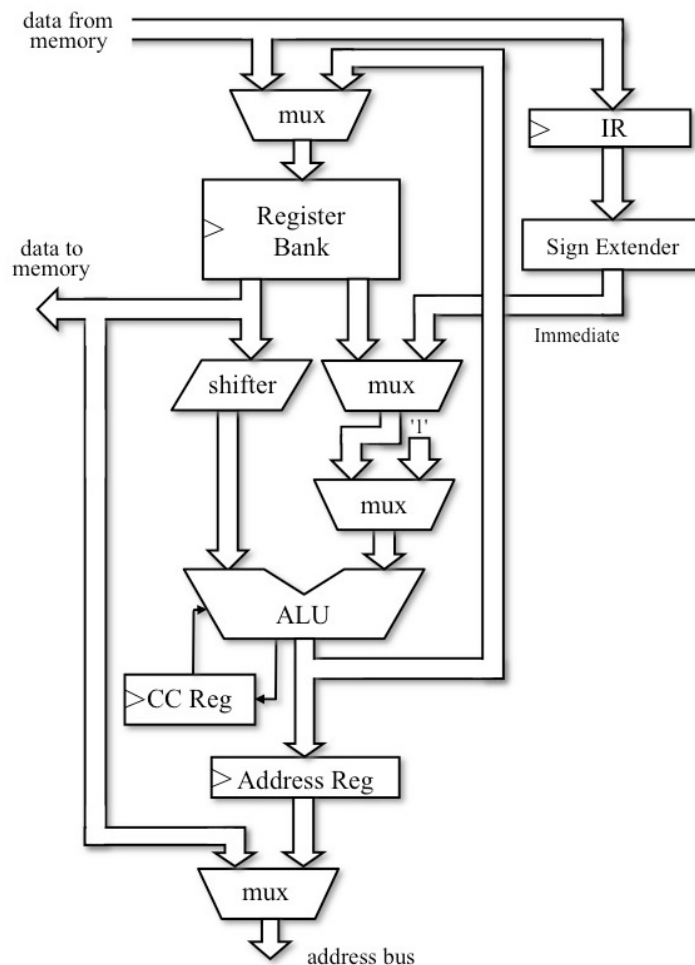 data from
memory
mux
IR
Register
Bank
Sign Extender
data to
memory
Immediate
shifter
mux
'1'
mux
ALU
CC Reg
Address Reg
mux
address bus